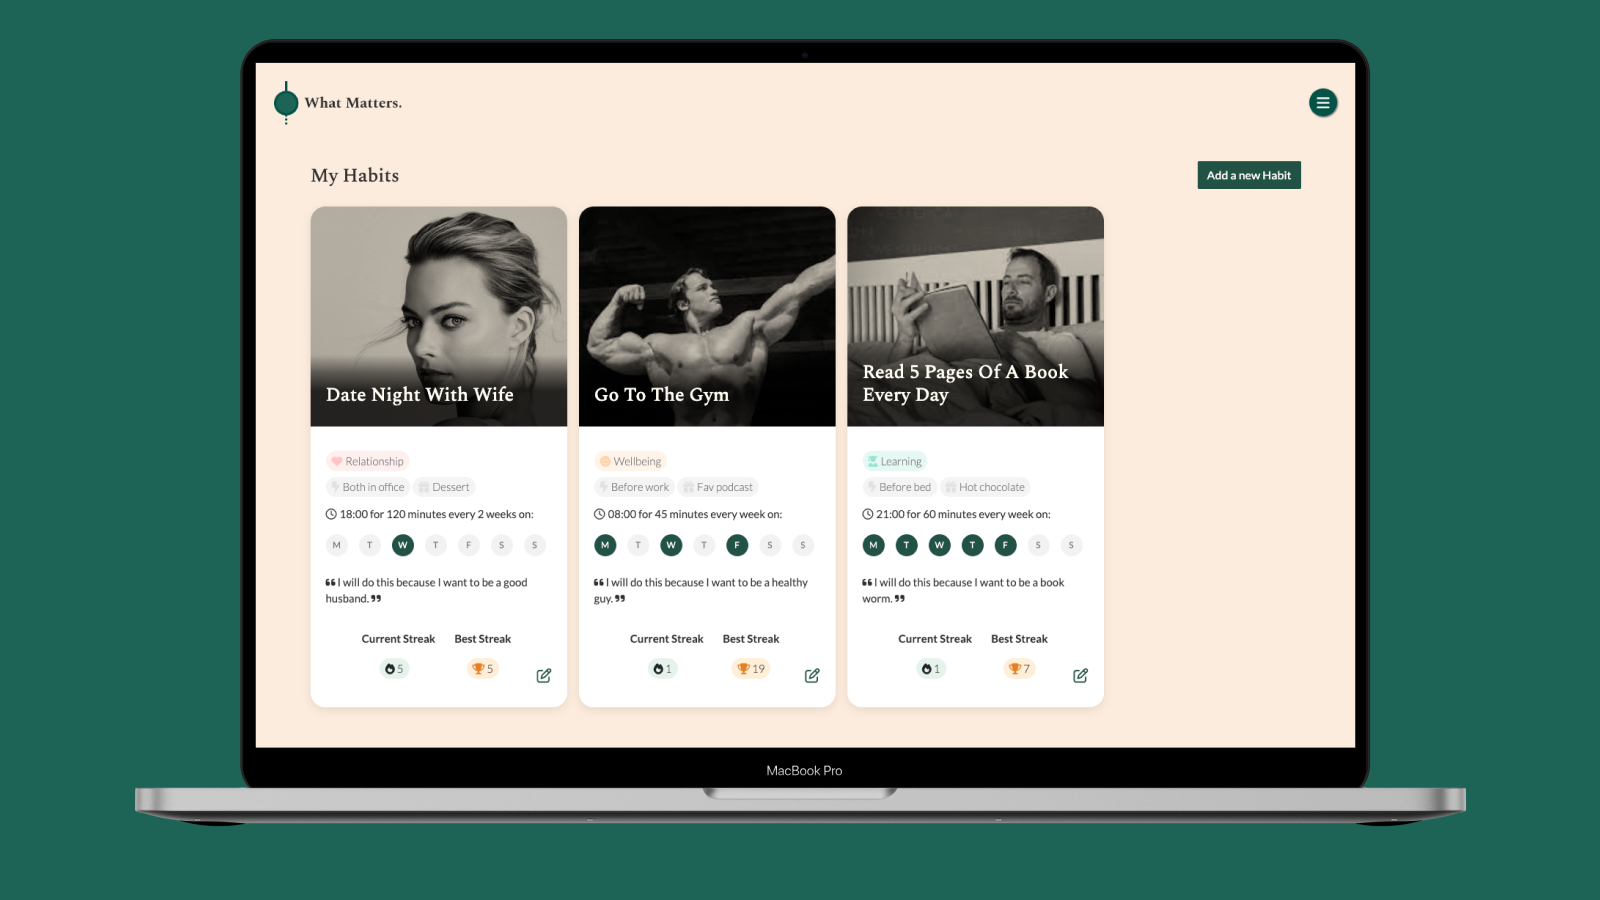 What Matters.
My Habits
Add a new Habit
Date Night With Wife
Relationship
Both in office Dessert
18:00 for 120 minutes every 2 weeks on:
M T W T F S S
❝ I will do this because I want to be a good
husband. ❞
Current Streak Best Streak
5 5
Go To The Gym
Wellbeing
Before work Fav podcast
08:00 for 45 minutes every week on:
M T W T F S S
❝ I will do this because I want to be a healthy
guy. ❞
Current Streak Best Streak
1 19
Read 5 Pages Of A Book
Every Day
Learning
Before bed Hot chocolate
21:00 for 60 minutes every week on:
M T W T F S S
❝ I will do this because I want to be a book
worm. ❞
Current Streak Best Streak
1 7
MacBook Pro